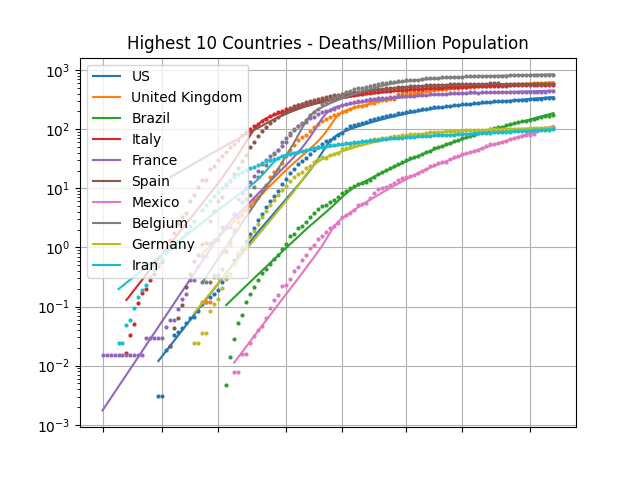 Highest 10 Countries - Deaths/Million Population
10³
10²
10¹
10⁰
10⁻¹
10⁻²
10⁻³
US
United Kingdom
Brazil
Italy
France
Spain
Mexico
Belgium
Germany
Iran